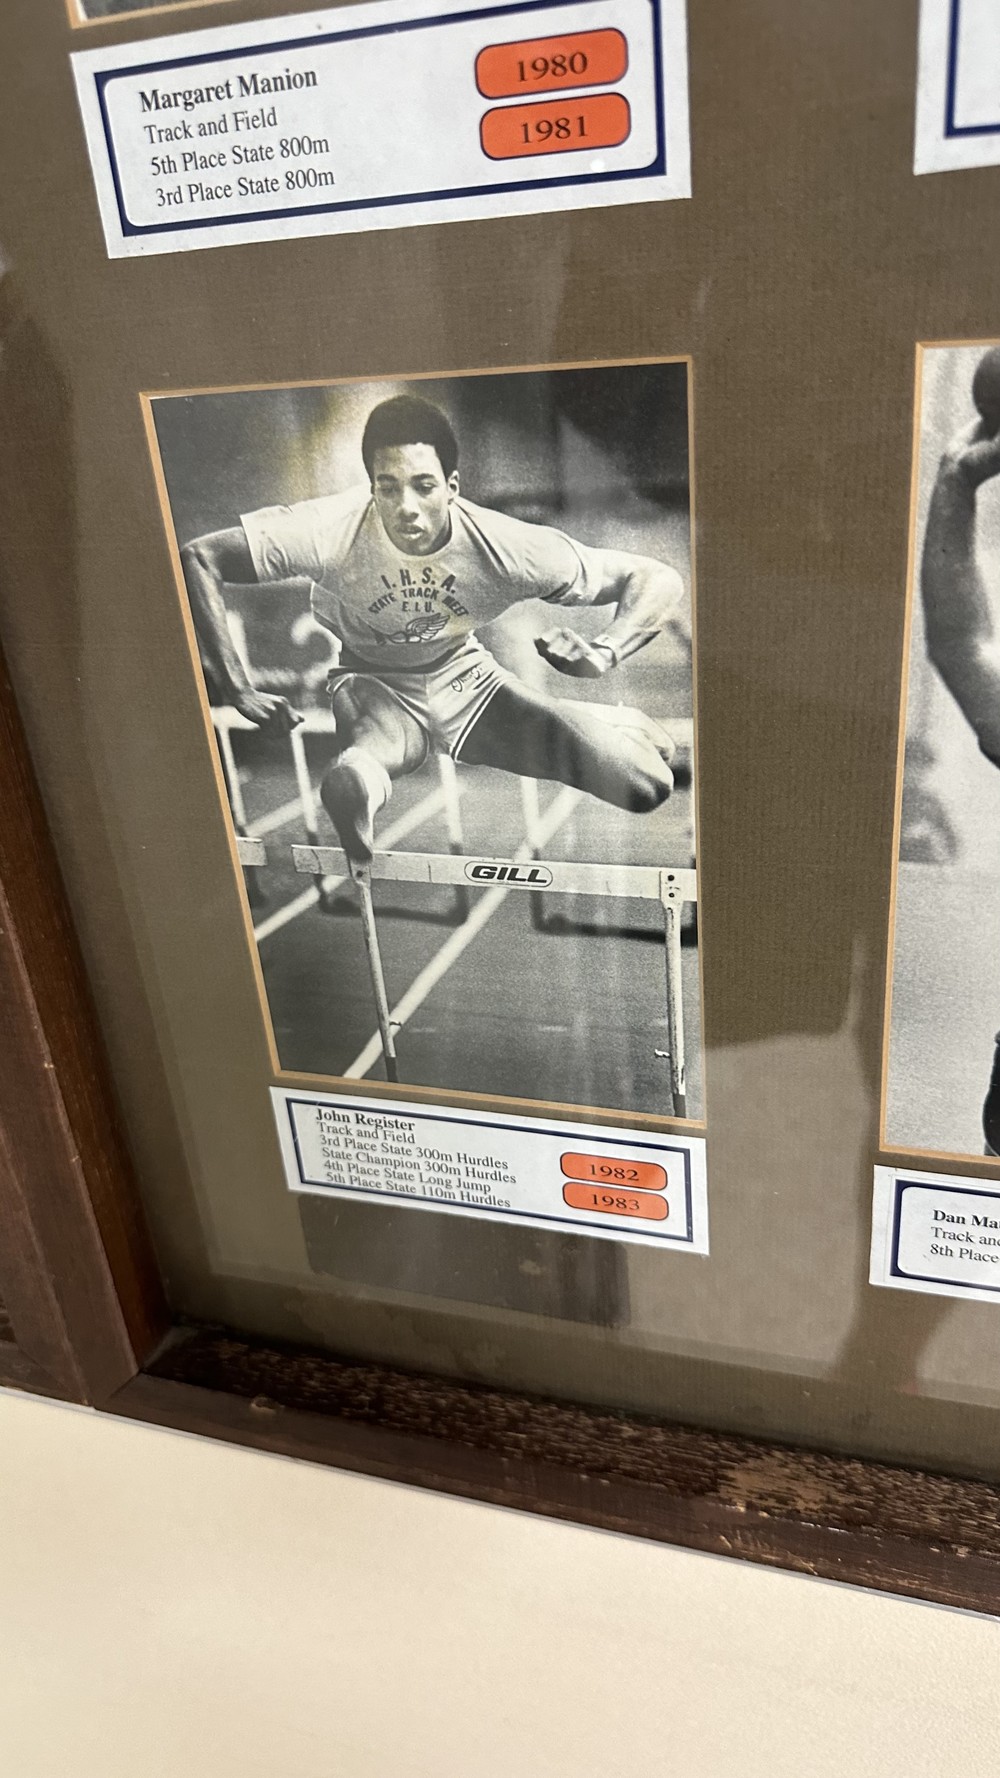 Margaret Manion
Track and Field
5th Place State 800m
3rd Place State 800m
1980
1981
I.H.S.A.
STATE TRACK MEET
E.I.U.
GILL
John Register
Track and Field
3rd Place State 300m Hurdles
State Champion 300m Hurdles
4th Place State Long Jump
5th Place State 110m Hurdles
1982
1983
Dan
Track
8th Place